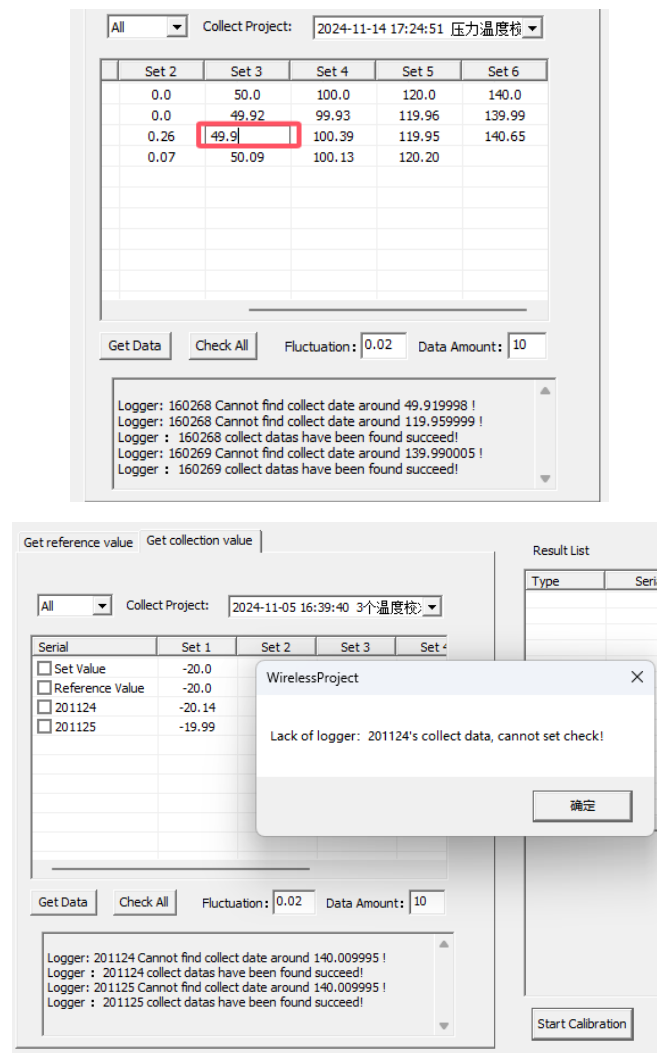 All Collect Project: 2024-11-14 17:24:51 压力温度校
Set 2 Set 3 Set 4 Set 5 Set 6
0.0 50.0 100.0 120.0 140.0
0.0 49.92 99.93 119.96 139.99
0.26 49.9 100.39 119.95 140.65
0.07 50.09 100.13 120.20
Get Data Check All Fluctuation: 0.02 Data Amount: 10
Logger: 160268 Cannot find collect date around 49.919998 !
Logger: 160268 Cannot find collect date around 119.959999 !
Logger : 160268 collect datas have been found succeed!
Logger: 160269 Cannot find collect date around 139.990005 !
Logger : 160269 collect datas have been found succeed!
Get reference value Get collection value
Result List
Type Seri
All Collect Project: 2024-11-05 16:39:40 3个温度校
Serial Set 1 Set 2 Set 3 Set
Set Value -20.0
Reference Value -20.0
201124 -20.14
201125 -19.99
WirelessProject
Lack of logger: 201124's collect data, cannot set check!
确定
Get Data Check All Fluctuation: 0.02 Data Amount: 10
Logger: 201124 Cannot find collect date around 140.009995 !
Logger : 201124 collect datas have been found succeed!
Logger: 201125 Cannot find collect date around 140.009995 !
Logger : 201125 collect datas have been found succeed!
Start Calibration